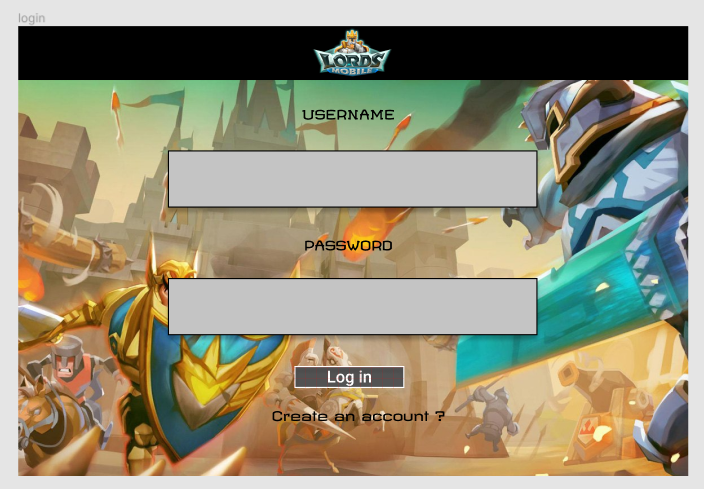 login
LORDS
MOBILE
USERNAME
PASSWORD
Log in
Create an account ?